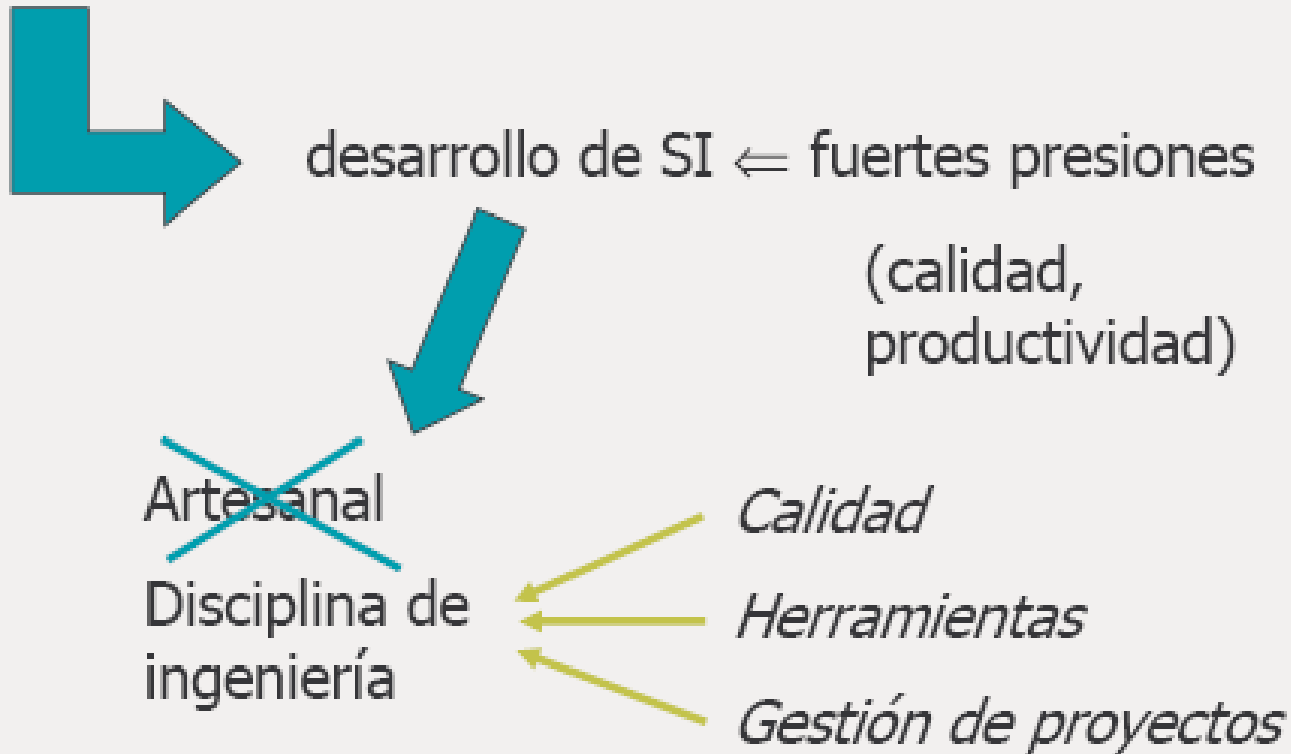 desarrollo de SI ⇐ fuertes presiones
(calidad,
productividad)
Artesanal
Disciplina de
ingeniería
Calidad
Herramientas
Gestión de proyectos